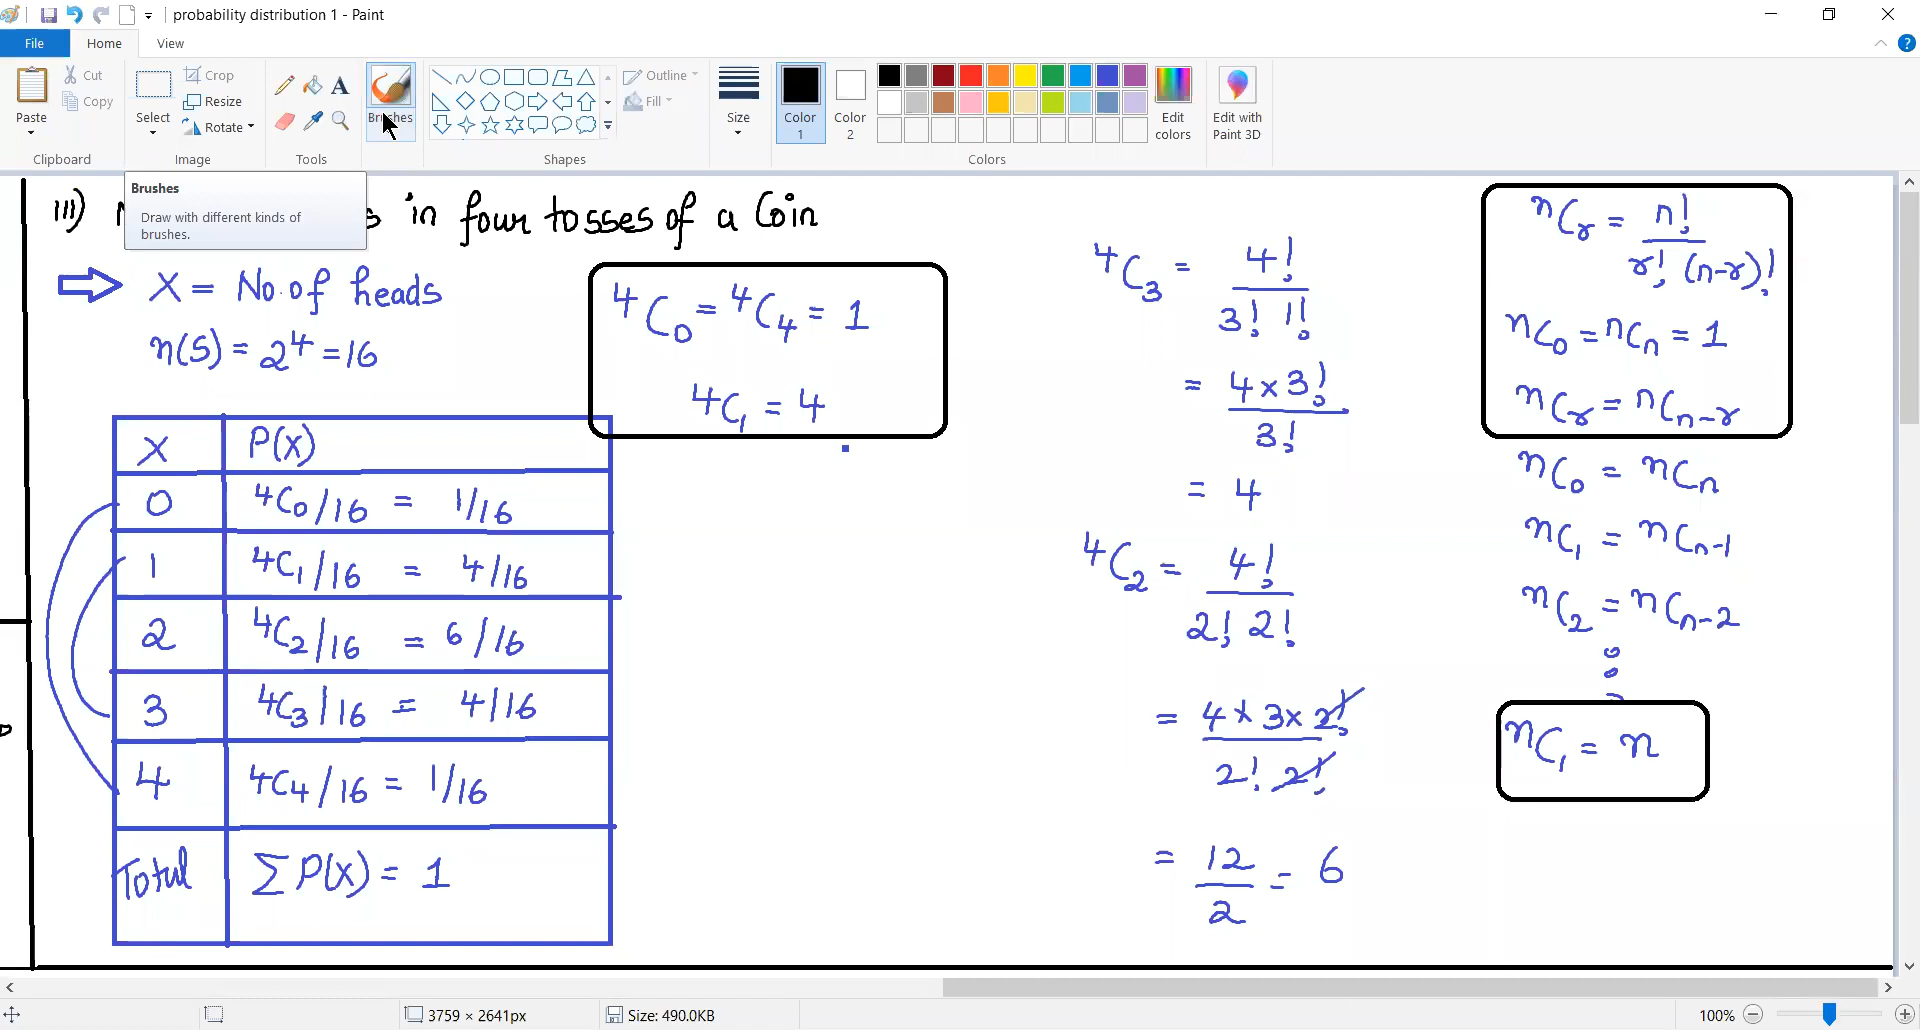 probability distribution 1 - Paint
File Home View
Paste
Cut
Copy
Clipboard
Select
Crop
Resize
Rotate
Image
Tools
Brushes
Shapes
Outline
Fill
Size
Color 1
Color 2
Colors
Edit colors
Edit with Paint 3D
Brushes
Draw with different kinds of
brushes.
III) in four tosses of a Coin
X = No. of heads
n(S) = 2⁴ = 16
⁴C₀ = ⁴C₄ = 1
⁴C₁ = 4
X P(X)
0 ⁴C₀/16 = 1/16
1 ⁴C₁/16 = 4/16
2 ⁴C₂/16 = 6/16
3 ⁴C₃/16 = 4/16
4 ⁴C₄/16 = 1/16
Total ΣP(X) = 1
⁴C₃ = 4! / 3! 1!
= 4 × 3! / 3!
= 4
⁴C₂ = 4! / 2! 2!
= 4 × 3 × 2! / 2! 2!
= 12 / 2 = 6
ⁿCᵣ = n! / r! (n-r)!
ⁿC₀ = ⁿCₙ = 1
ⁿCᵣ = ⁿCₙ₋ᵣ
ⁿC₀ = ⁿCₙ
ⁿC₁ = ⁿCₙ₋₁
ⁿC₂ = ⁿCₙ₋₂
ⁿC₁ = n
3759 × 2641px Size: 490.0KB 100%